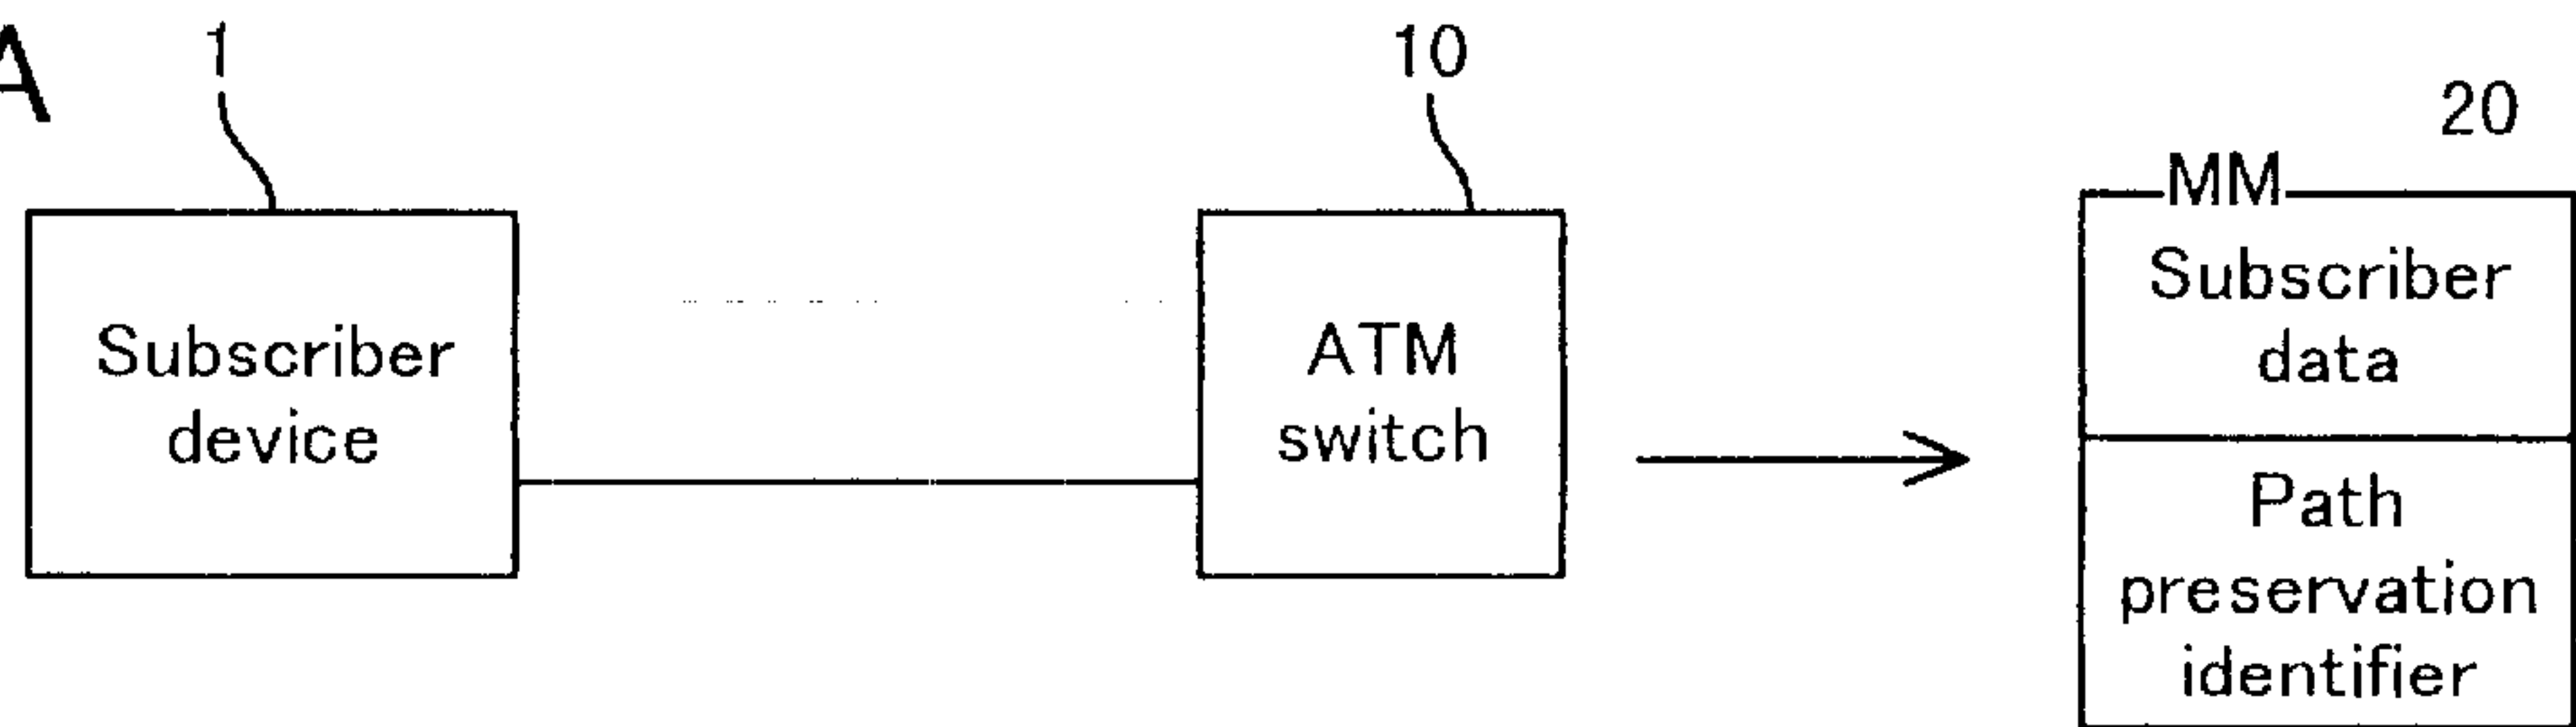 A
1
10
20
MM
Subscriber
device
ATM
switch
Subscriber
data
Path
preservation
identifier